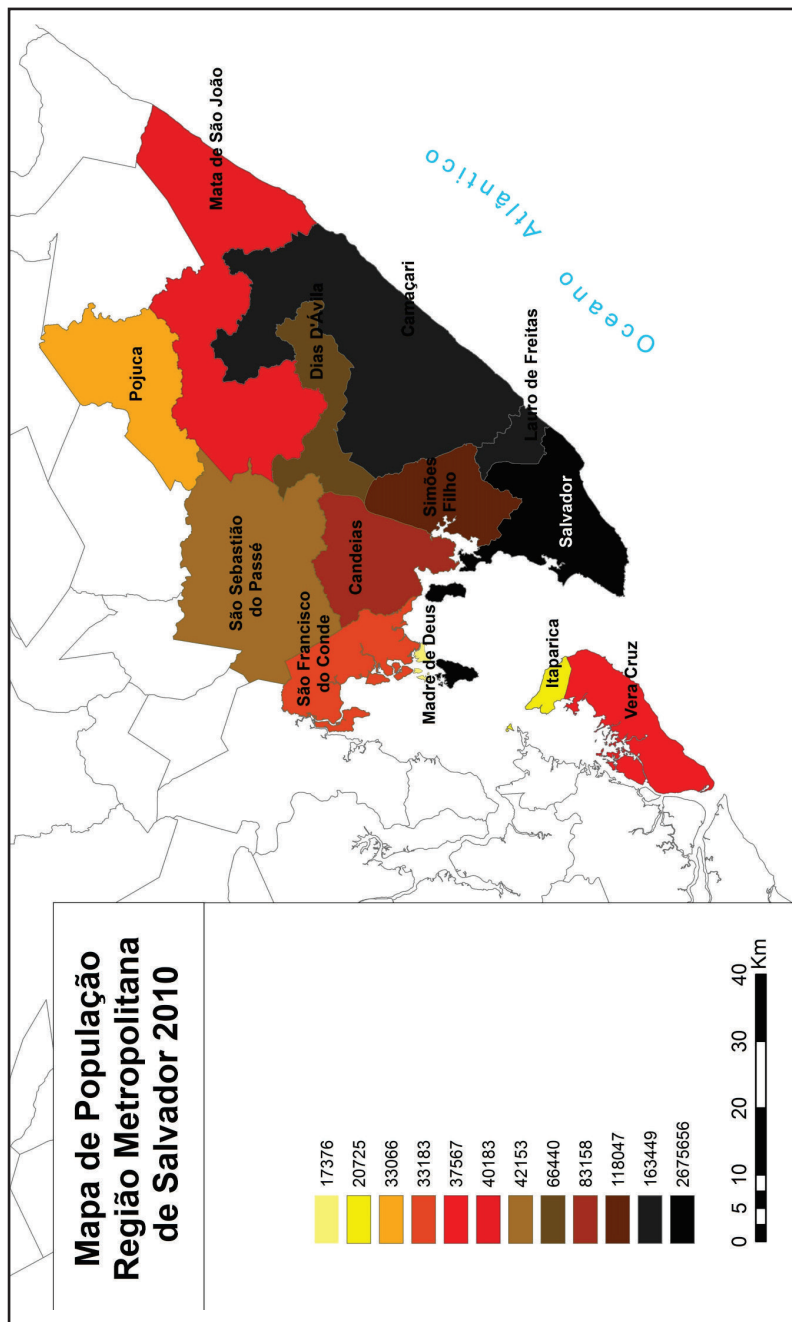 Mapa de População
Região Metropolitana
de Salvador 2010
17376
20725
33066
33183
37567
40183
42153
66440
83158
118047
163449
2675656
0 5 10 20 30 40
Km
Pojuca
Mata de São João
São Sebastião
do Passé
Dias D'Ávila
Camaçari
São Francisco
do Conde
Candeias
Simões
Filho
Lauro de Freitas
Madre de Deus
Salvador
Itaparica
Vera Cruz
Oceano Atlântico